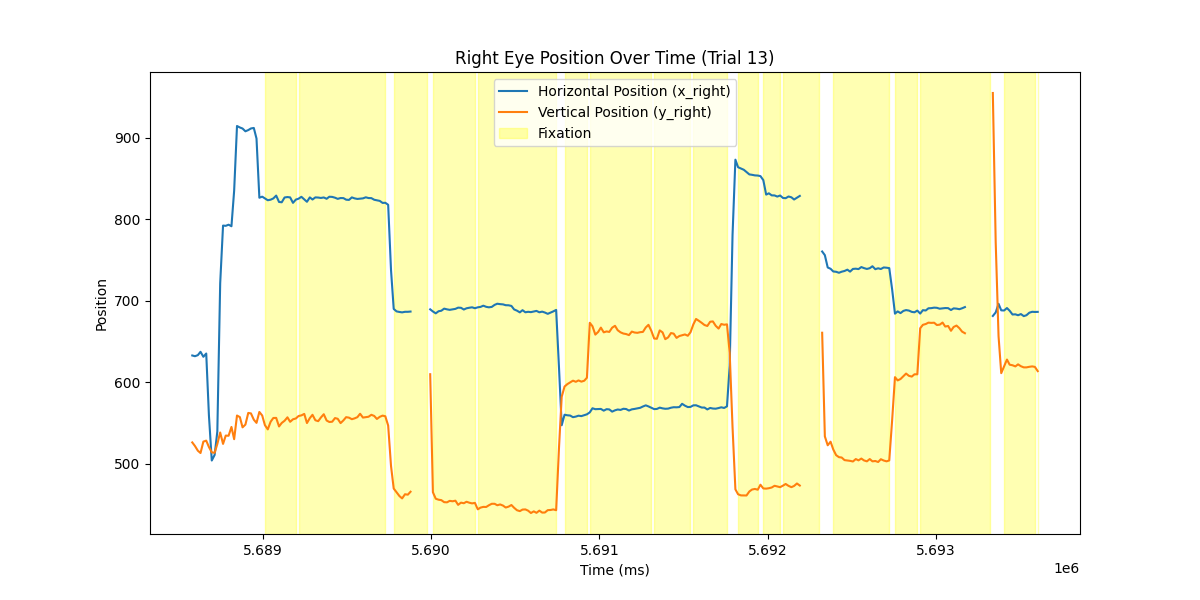 Right Eye Position Over Time (Trial 13)
Horizontal Position (x_right)
Vertical Position (y_right)
Fixation
Position
900
800
700
600
500
5.689 5.690 5.691 5.692 5.693
Time (ms)
1e6